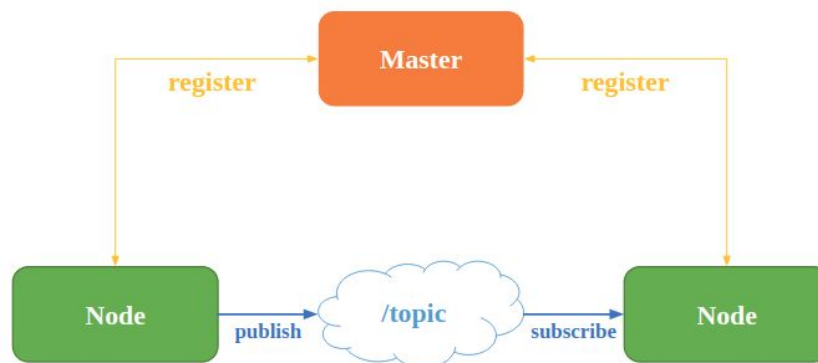 Master
register
register
Node
publish
/topic
subscribe
Node